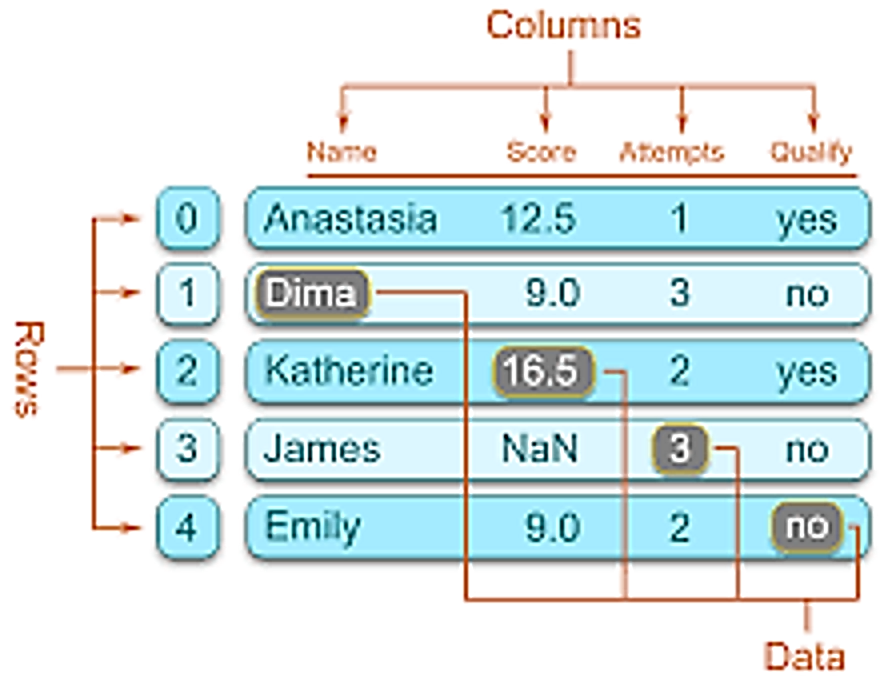 Columns
Name Score Attempts Qualify
0 Anastasia 12.5 1 yes
1 Dima 9.0 3 no
2 Katherine 16.5 2 yes
3 James NaN 3 no
4 Emily 9.0 2 no
Rows
Data